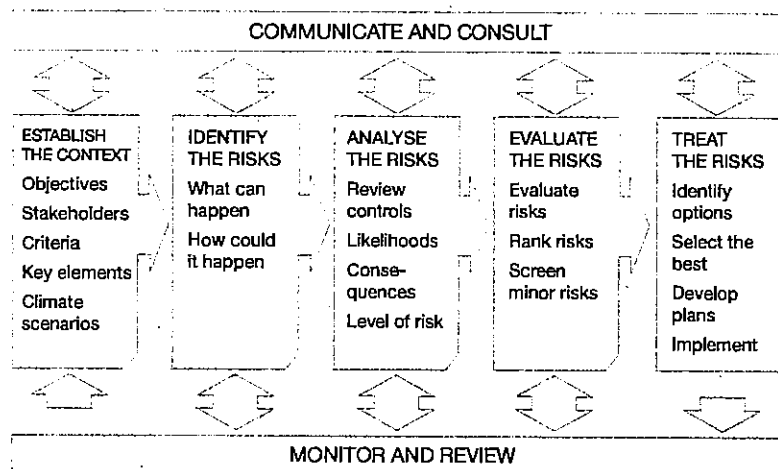 COMMUNICATE AND CONSULT
ESTABLISH
THE CONTEXT
Objectives
Stakeholders
Criteria
Key elements
Climate
scenarios
IDENTIFY
THE RISKS
What can
happen
How could
it happen
ANALYSE
THE RISKS
Review
controls
Likelihoods
Conse-
quences
Level of risk
EVALUATE
THE RISKS
Evaluate
risks
Rank risks
Screen
minor risks
TREAT
THE RISKS
Identify
options
Select the
best
Develop
plans
Implement
MONITOR AND REVIEW